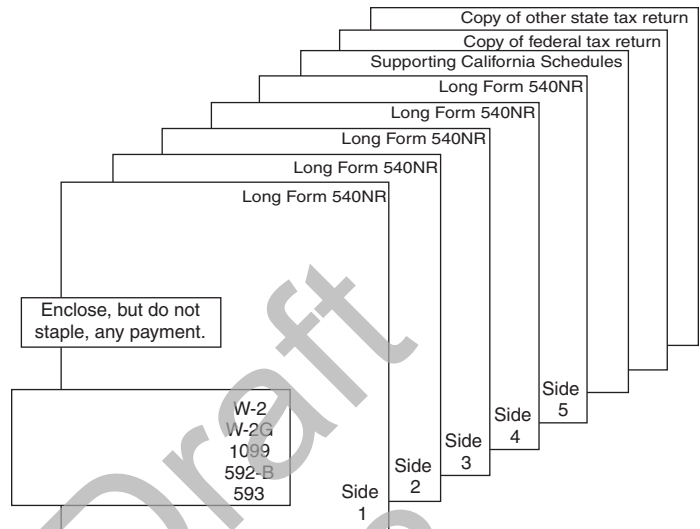 Copy of other state tax return
Copy of federal tax return
Supporting California Schedules
Long Form 540NR
Long Form 540NR
Long Form 540NR
Long Form 540NR
Long Form 540NR
Enclose, but do not
staple, any payment.
W-2
W-2G
1099
592-B
593
Side
1
Side
2
Side
3
Side
4
Side
5
Draft